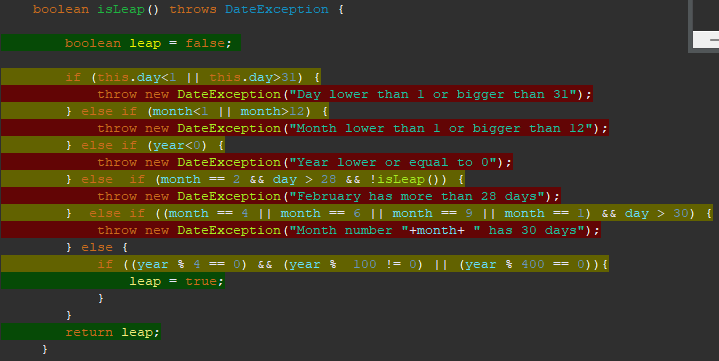 boolean isLeap() throws DateException {
boolean leap = false;
if (this.day<1 || this.day>31) {
throw new DateException("Day lower than 1 or bigger than 31");
} else if (month<1 || month>12) {
throw new DateException("Month lower than 1 or bigger than 12");
} else if (year<0) {
throw new DateException("Year lower or equal to 0");
} else  if (month == 2 && day > 28 && !isLeap()) {
throw new DateException("February has more than 28 days");
}  else if ((month == 4 || month == 6 || month == 9 || month == 1) && day > 30) {
throw new DateException("Month number "+month+ " has 30 days");
} else {
if ((year % 4 == 0) && (year %  100 != 0) || (year % 400 == 0)){
leap = true;
}
}
return leap;
}